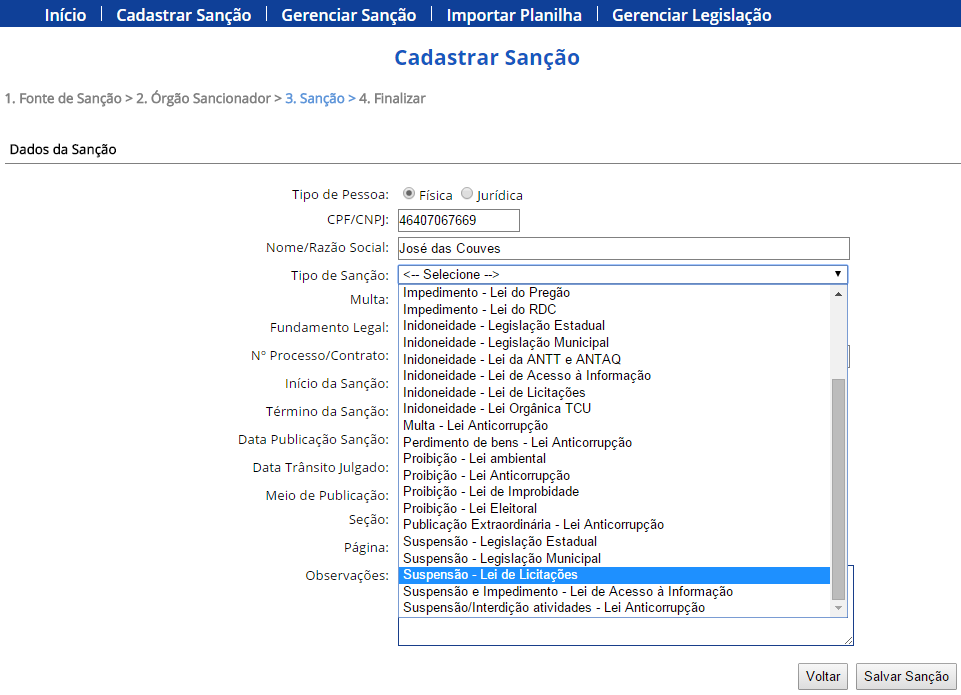 Início | Cadastrar Sanção | Gerenciar Sanção | Importar Planilha | Gerenciar Legislação
Cadastrar Sanção
1. Fonte de Sanção > 2. Órgão Sancionador > 3. Sanção > 4. Finalizar
Dados da Sanção
Tipo de Pessoa: Física Jurídica
CPF/CNPJ: 46407067669
Nome/Razão Social: José das Couves
Tipo de Sanção: <-- Selecione -->
Multa:
Fundamento Legal:
Nº Processo/Contrato:
Início da Sanção:
Término da Sanção:
Data Publicação Sanção:
Data Trânsito Julgado:
Meio de Publicação:
Seção:
Página:
Observações:
Impedimento - Lei do Pregão
Impedimento - Lei do RDC
Inidoneidade - Legislação Estadual
Inidoneidade - Legislação Municipal
Inidoneidade - Lei da ANTT e ANTAQ
Inidoneidade - Lei de Acesso à Informação
Inidoneidade - Lei de Licitações
Inidoneidade - Lei Orgânica TCU
Multa - Lei Anticorrupção
Perdimento de bens - Lei Anticorrupção
Proibição - Lei ambiental
Proibição - Lei Anticorrupção
Proibição - Lei de Improbidade
Proibição - Lei Eleitoral
Publicação Extraordinária - Lei Anticorrupção
Suspensão - Legislação Estadual
Suspensão - Legislação Municipal
Suspensão - Lei de Licitações
Suspensão e Impedimento - Lei de Acesso à Informação
Suspensão/Interdição atividades - Lei Anticorrupção
Voltar Salvar Sanção